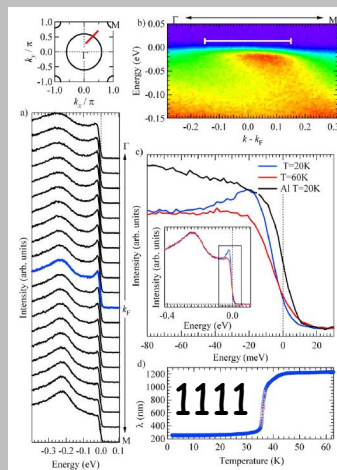 1.0
0.5
0.0
-0.5
-1.0
M
Γ
k_y / π
-1.0 0.0 1.0
k_x / π
Γ M
b)
0.05
0.00
-0.05
-0.10
-0.15
Energy (eV)
-0.2 -0.1 0.0 0.1 0.2 0.3
k - k_F
a)
Intensity (arb. units)
Γ
k_F
M
-0.4 -0.3 -0.2 -0.1 0.0 0.1
Energy (eV)
c)
T=20K
T=60K
Al T=20K
Intensity (arb. units)
Intensity (arb. units)
-0.4 0.0
Energy (eV)
-80 -60 -40 -20 0 20
Energy (meV)
d)
1200
1000
800
600
400
200
λ (nm)
1111
0 10 20 30 40 50 60
Temperature (K)